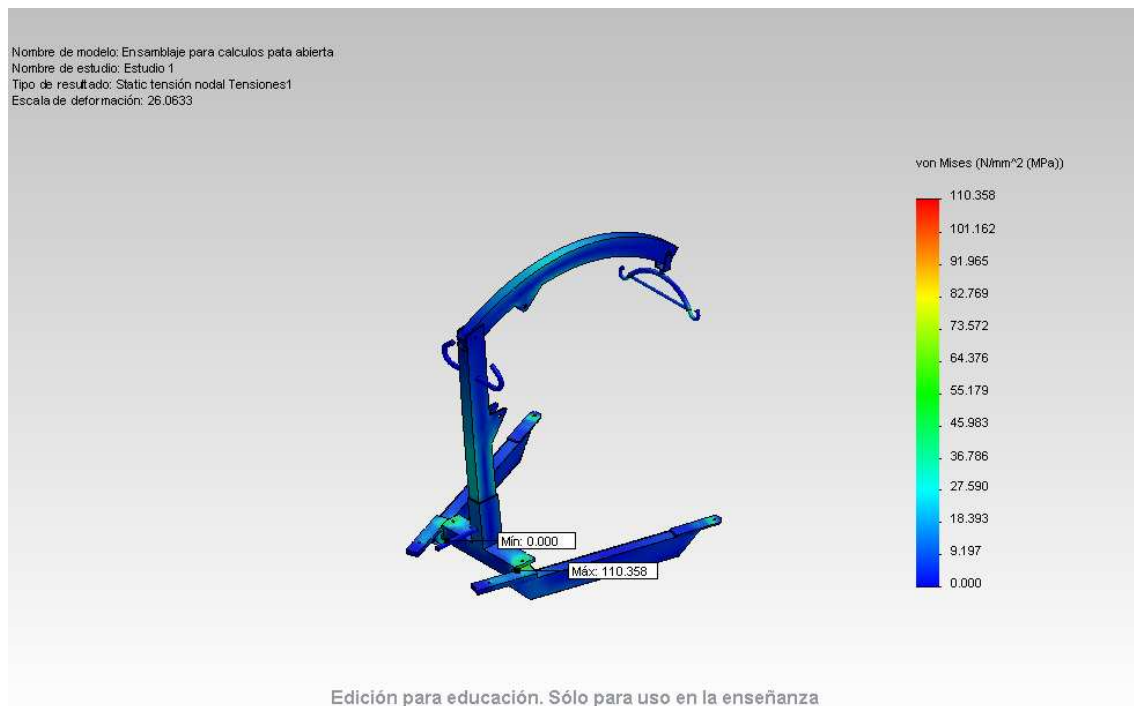 Nombre de modelo: Ensamblaje para calculos pata abierta
Nombre de estudio: Estudio 1
Tipo de resultado: Static tensión nodal Tensiones1
Escala de deformación: 26.0633
von Mises (N/mm^2 (MPa))
110.358
101.162
91.965
82.769
73.572
64.376
55.179
45.983
36.786
27.590
18.393
9.197
0.000
Mín: 0.000
Máx: 110.358
Edición para educación. Sólo para uso en la enseñanza